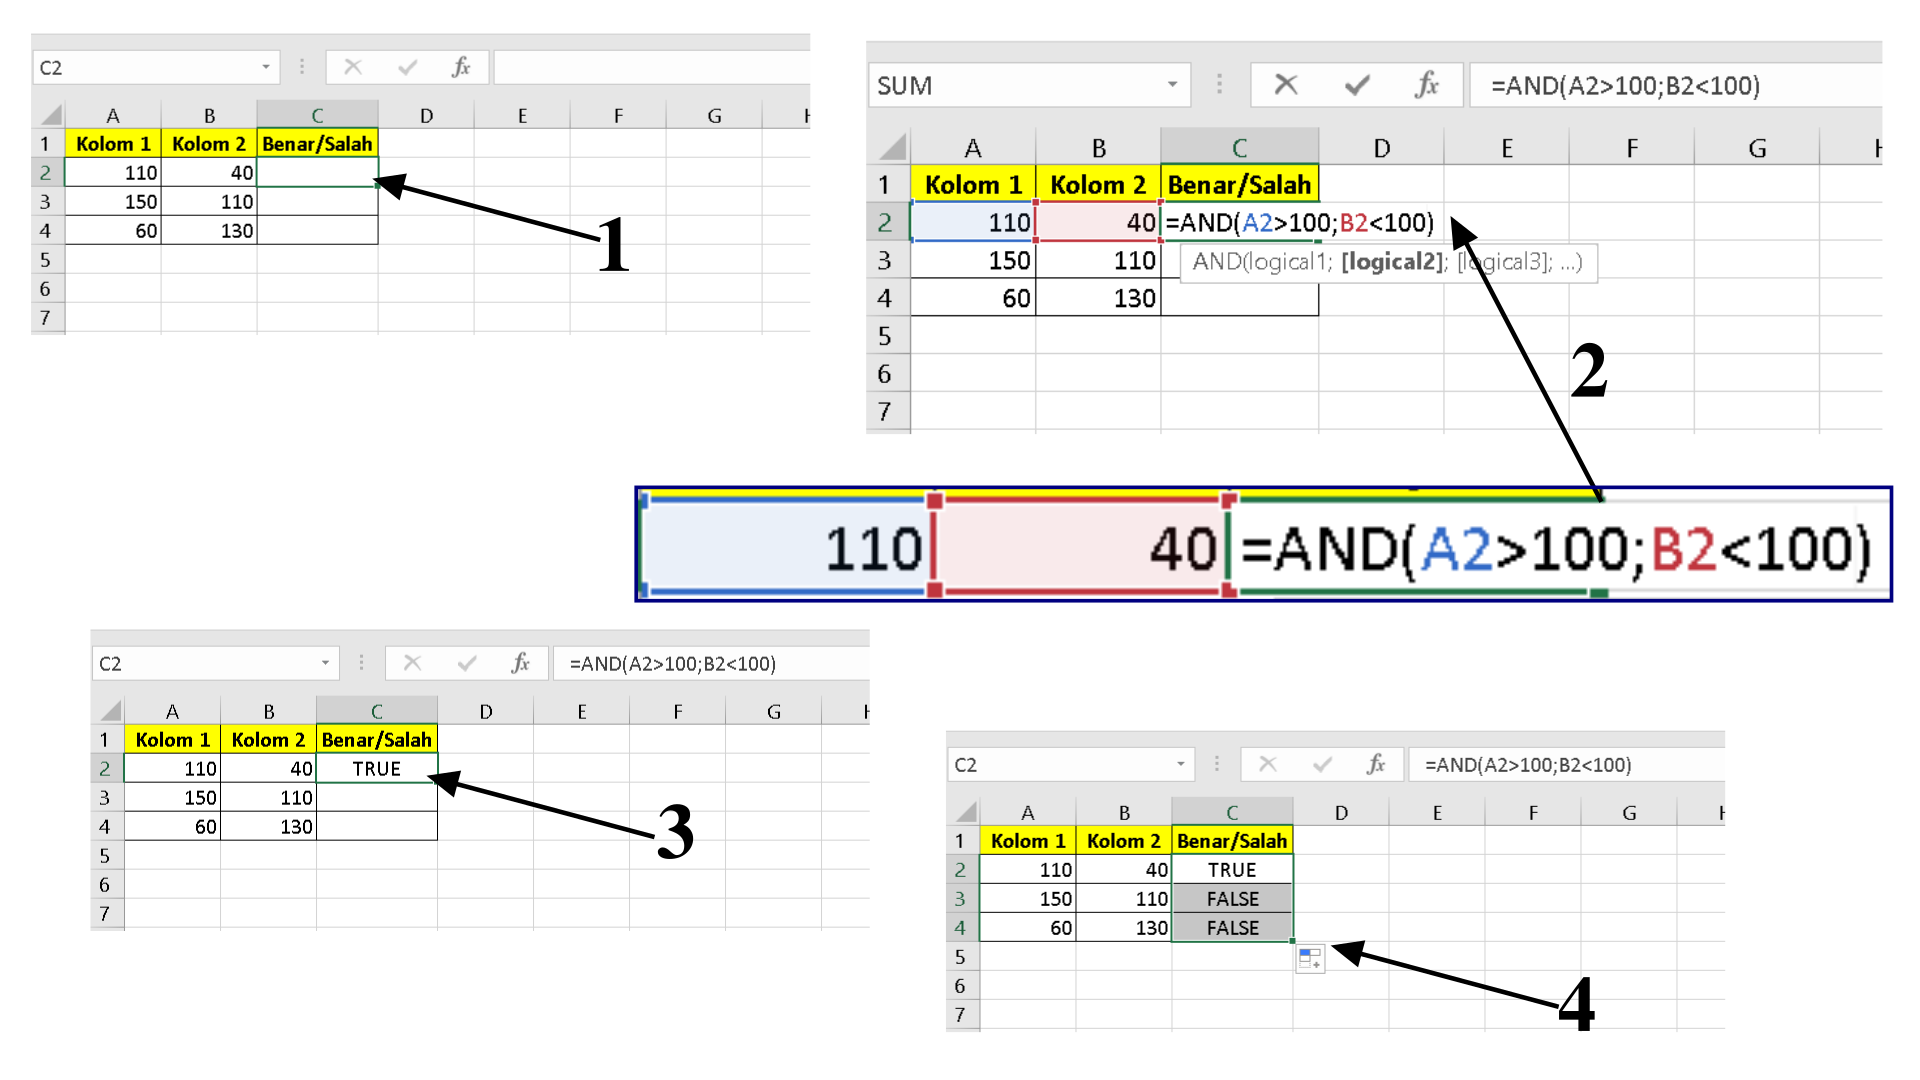 C2 fx
A B C D E F G
1 Kolom 1 Kolom 2 Benar/Salah
2 110 40
3 150 110
4 60 130
5
6
7
1
SUM fx =AND(A2>100;B2<100)
A B C D E F G
1 Kolom 1 Kolom 2 Benar/Salah
2 110 40 =AND(A2>100;B2<100)
3 150 110 AND(logical1; [logical2]; [logical3]; ...)
4 60 130
5
6
7
2
110 40 =AND(A2>100;B2<100)
C2 fx =AND(A2>100;B2<100)
A B C D E F G
1 Kolom 1 Kolom 2 Benar/Salah
2 110 40 TRUE
3 150 110
4 60 130
5
6
7
3
C2 fx =AND(A2>100;B2<100)
A B C D E F G
1 Kolom 1 Kolom 2 Benar/Salah
2 110 40 TRUE
3 150 110 FALSE
4 60 130 FALSE
5
6
7
4